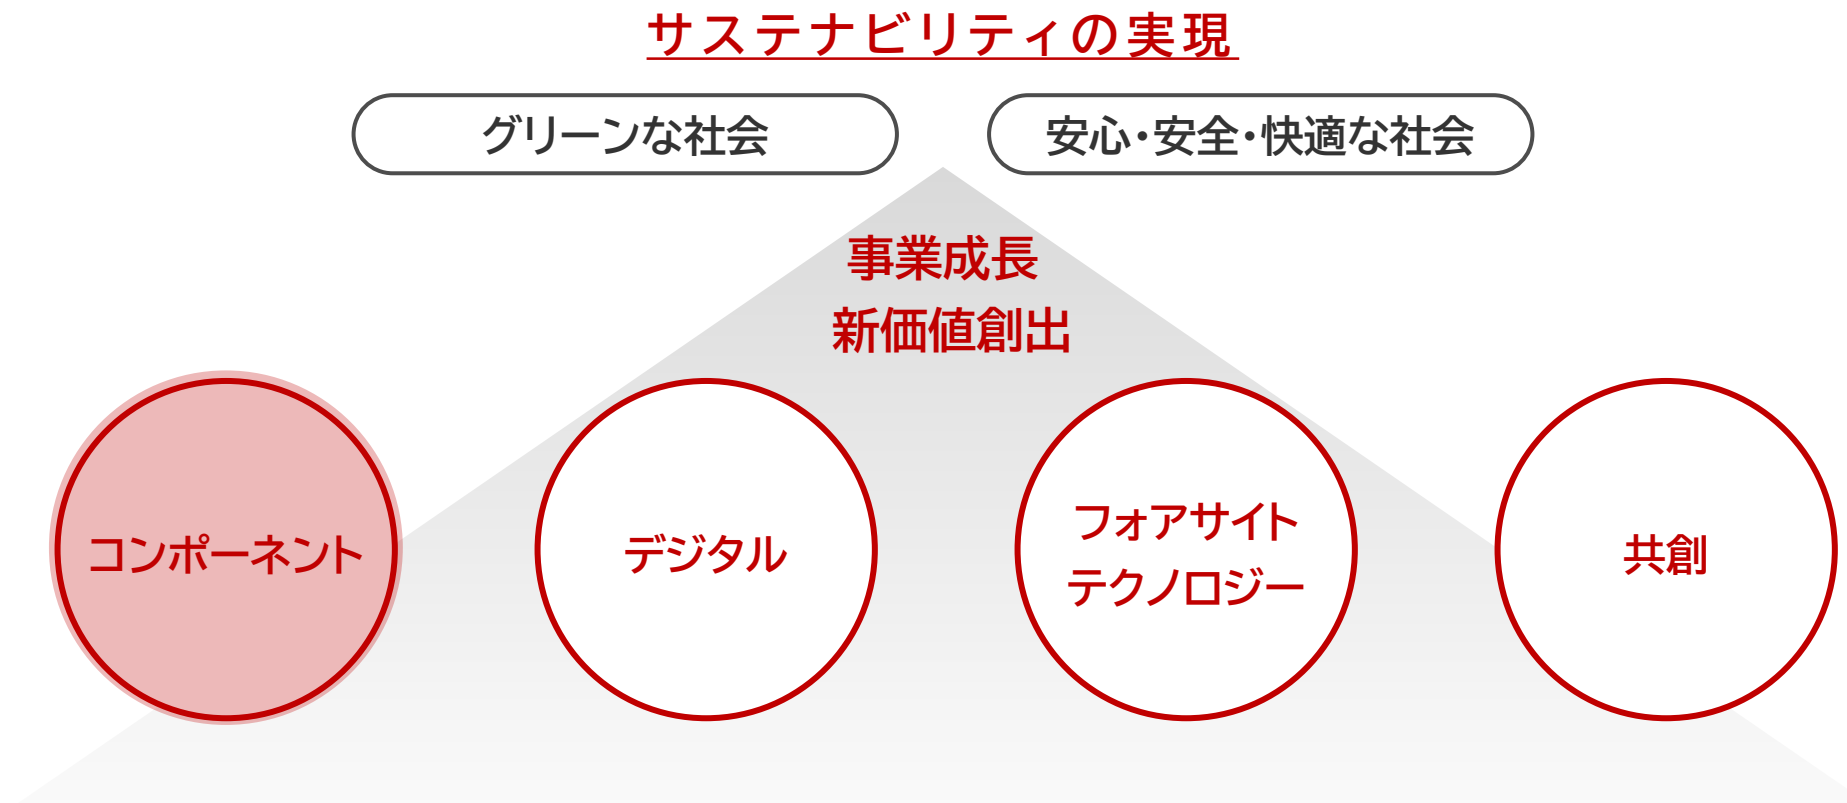 サステナビリティの実現
グリーンな社会
安心・安全・快適な社会
事業成長
新価値創出
コンポーネント
デジタル
フォアサイト
テクノロジー
共創